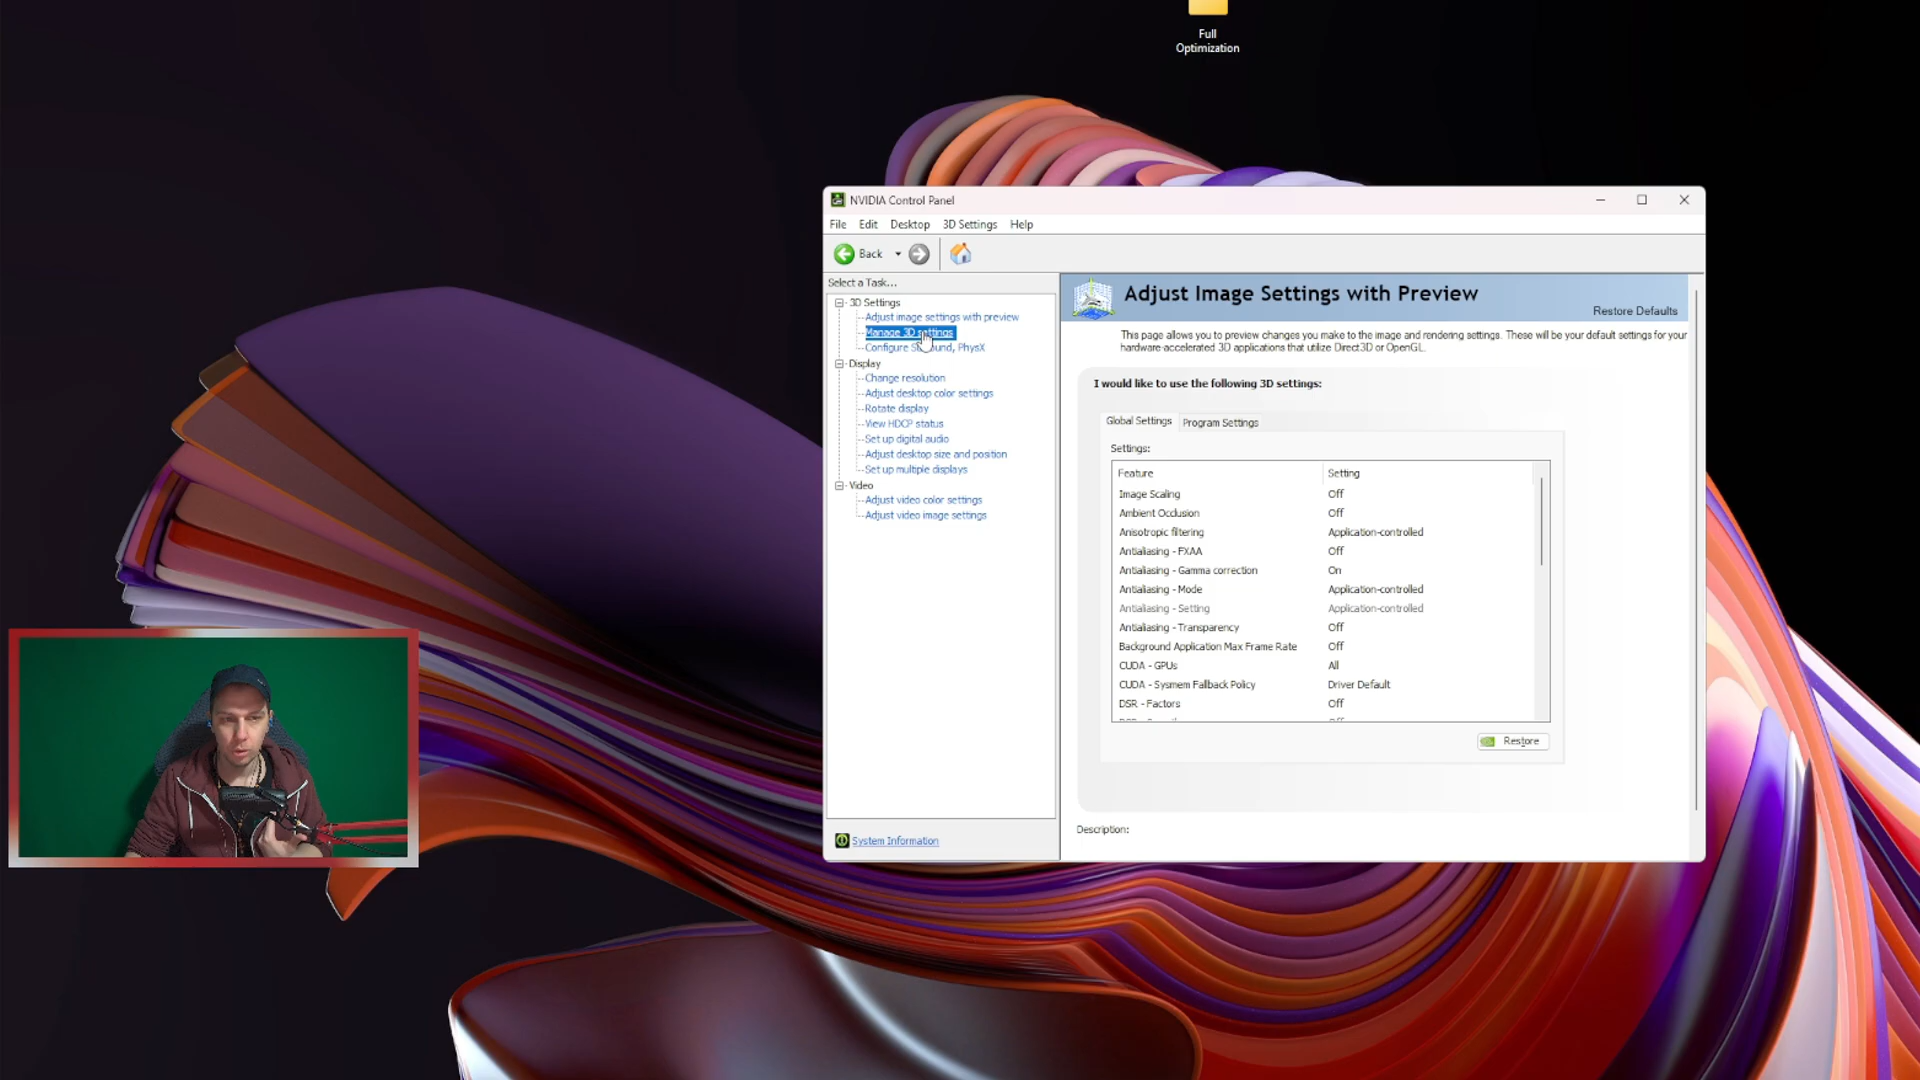 Full
Optimization
NVIDIA Control Panel
File Edit Desktop 3D Settings Help
Back
Select a Task...
3D Settings
Adjust image settings with preview
Manage 3D settings
Configure Surround, PhysX
Display
Change resolution
Adjust desktop color settings
Rotate display
View HDCP status
Set up digital audio
Adjust desktop size and position
Set up multiple displays
Video
Adjust video color settings
Adjust video image settings
System Information
Adjust Image Settings with Preview
Restore Defaults
This page allows you to preview changes you make to the image and rendering settings. These will be your default settings for your
hardware-accelerated 3D applications that utilize Direct3D or OpenGL.
I would like to use the following 3D settings:
Global Settings Program Settings
Settings:
Feature Setting
Image Scaling Off
Ambient Occlusion Off
Anisotropic filtering Application-controlled
Antialiasing - FXAA Off
Antialiasing - Gamma correction On
Antialiasing - Mode Application-controlled
Antialiasing - Setting Application-controlled
Antialiasing - Transparency Off
Background Application Max Frame Rate Off
CUDA - GPUs All
CUDA - Sysmem Fallback Policy Driver Default
DSR - Factors Off
Restore
Description: